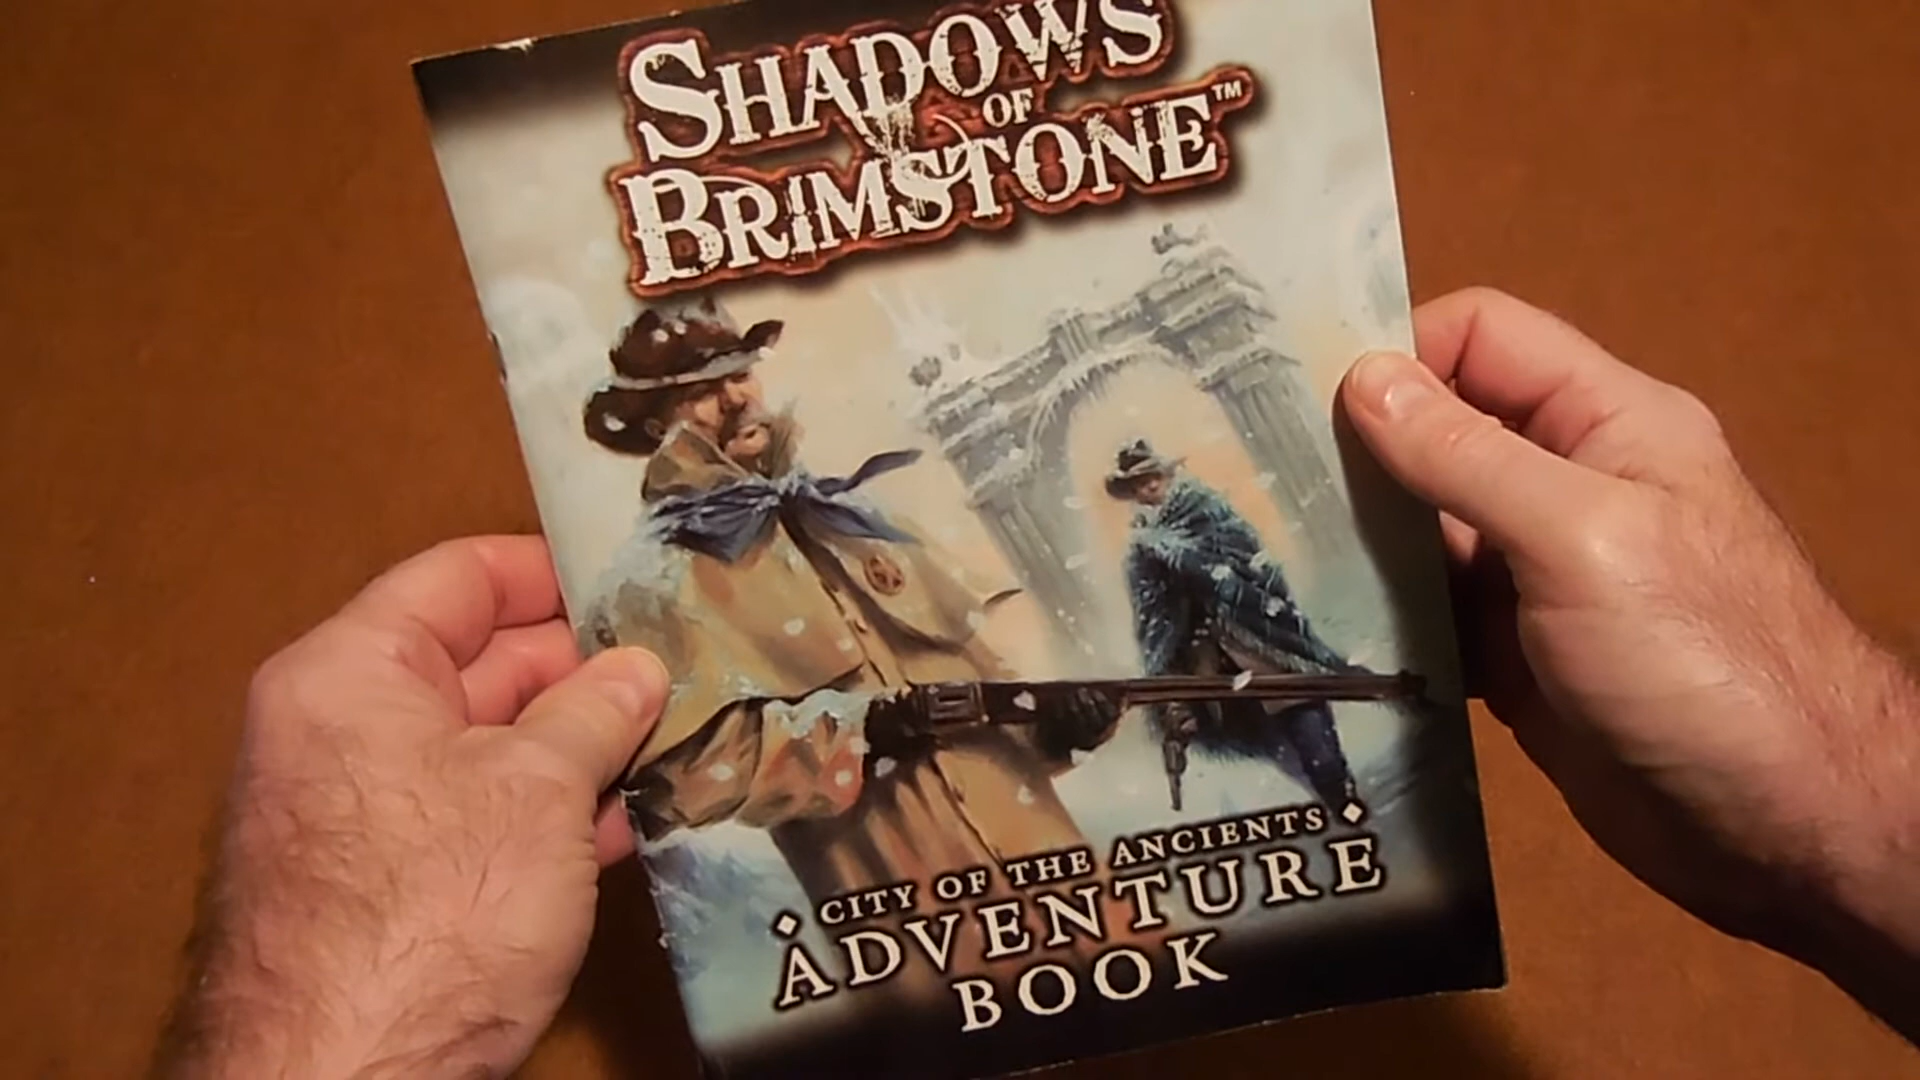 SHADOWS
OF
BRIMSTONE™
CITY OF THE ANCIENTS
ADVENTURE
BOOK